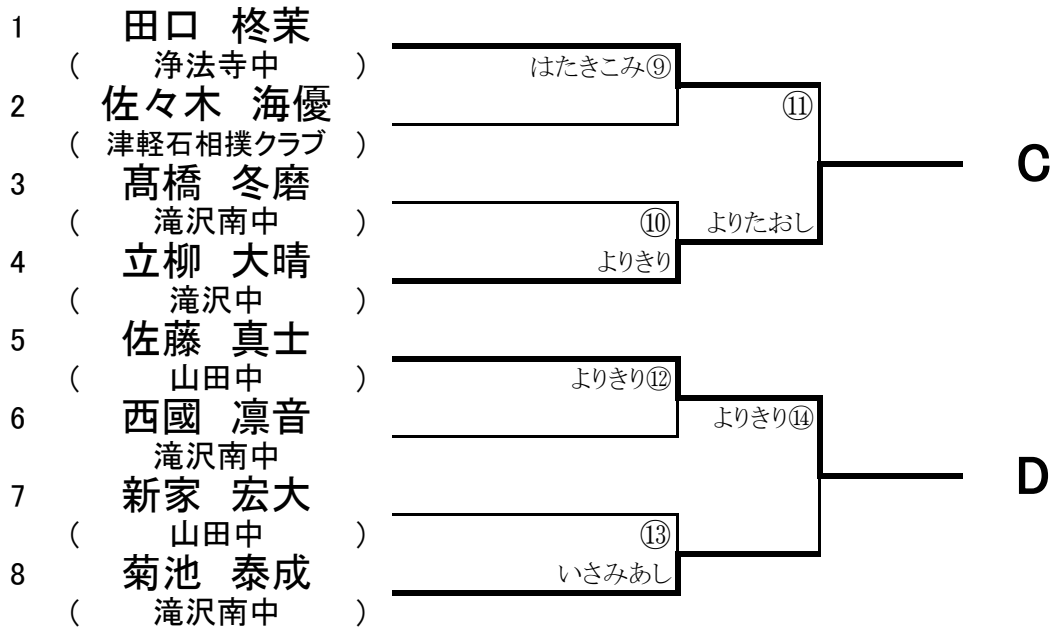 1 田口 柊茉
( 浄法寺中 ) はたきこみ⑨
2 佐々木 海優 ⑪
( 津軽石相撲クラブ )
3 髙橋 冬磨 C
( 滝沢南中 ) ⑩ よりたおし
4 立柳 大晴 よりきり
( 滝沢中 )
5 佐藤 真士
( 山田中 ) よりきり⑫
6 西國 凛音 よりきり⑭
滝沢南中
7 新家 宏大 D
( 山田中 ) ⑬
8 菊池 泰成 いさみあし
( 滝沢南中 )